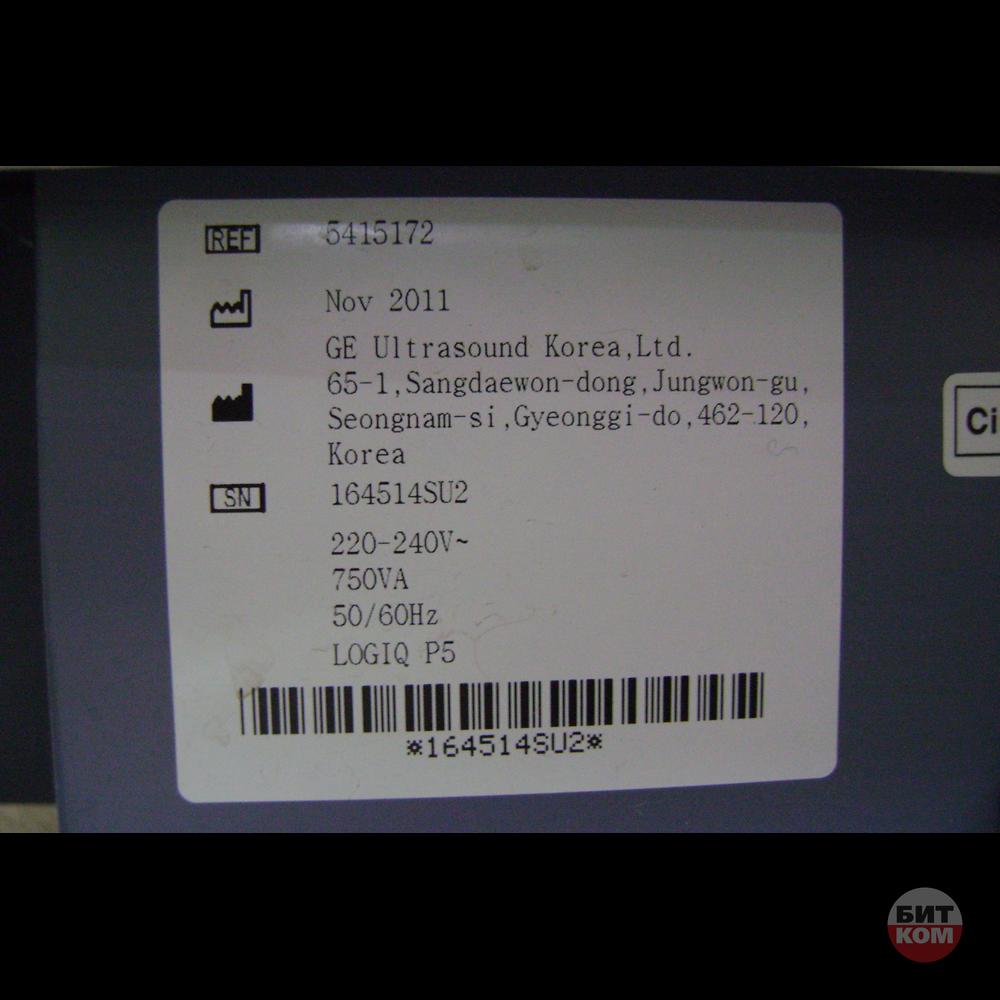 REF 5415172
Nov 2011
GE Ultrasound Korea,Ltd.
65-1,Sangdaewon-dong,Jungwon-gu,
Seongnam-si,Gyeonggi-do,462-120,
Korea
SN 164514SU2
220-240V~
750VA
50/60Hz
LOGIQ P5
*164514SU2*
Ci
БИТ
КОМ